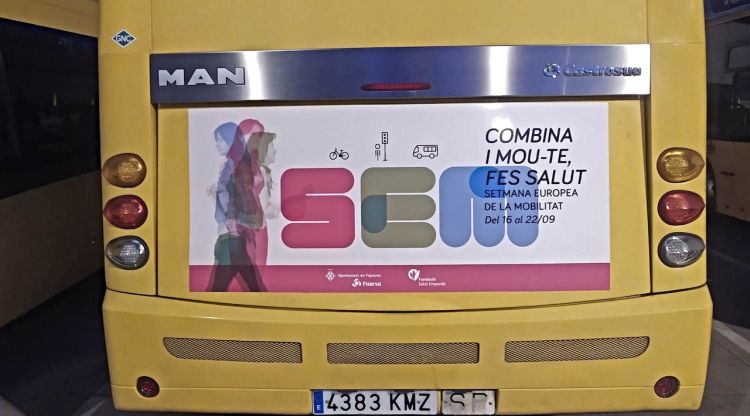 GNC
MAN
Castrosua
COMBINA
I MOU-TE,
FES SALUT
SETMANA EUROPEA
DE LA MOBILITAT
Del 16 al 22/09
SEM
Ajuntament de Figueres
Fisersa
Fundació
Salut Empordà
E 4383 KMZ
SP